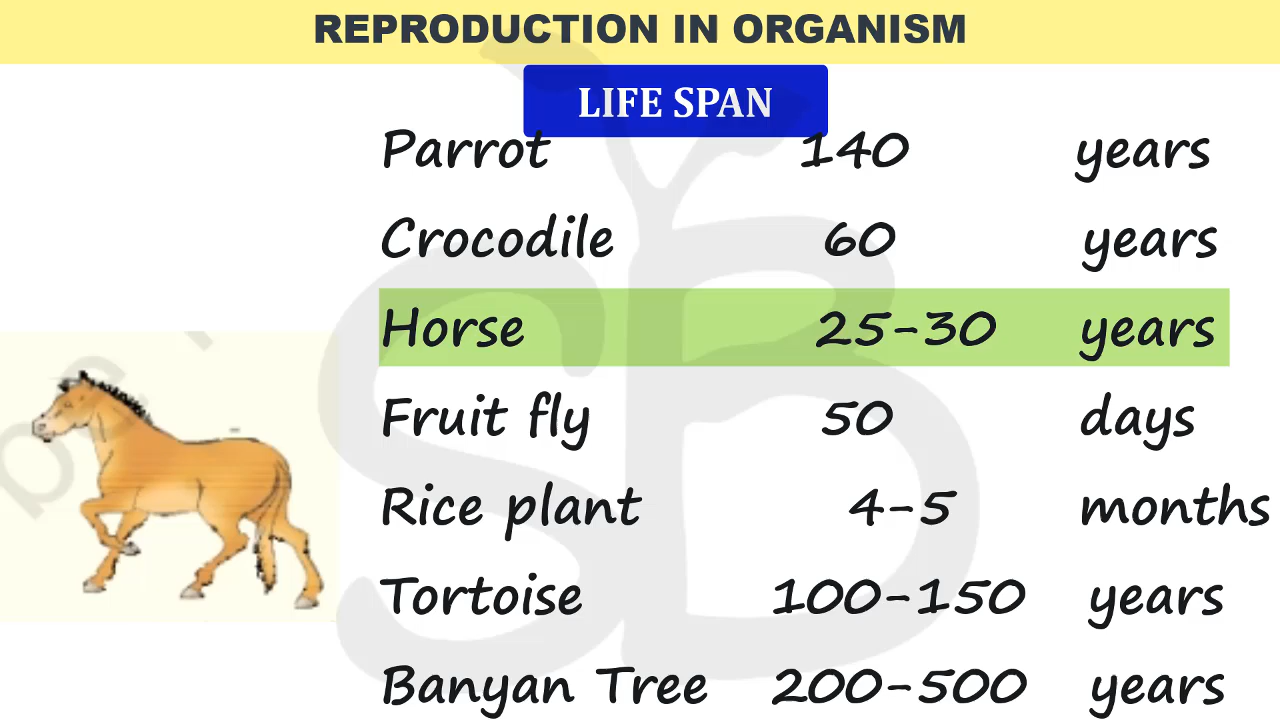 REPRODUCTION IN ORGANISM
LIFE SPAN
Parrot 140 years
Crocodile 60 years
Horse 25-30 years
Fruit fly 50 days
Rice plant 4-5 months
Tortoise 100-150 years
Banyan Tree 200-500 years